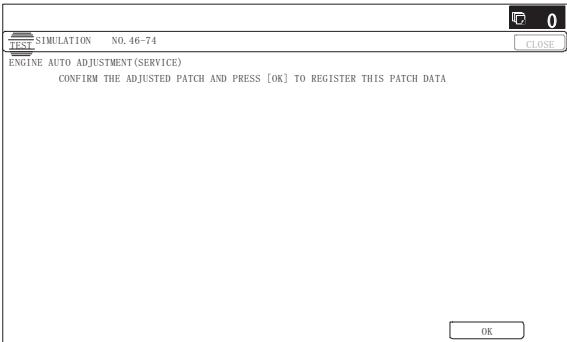 0
TEST SIMULATION NO.46-74
CLOSE
ENGINE AUTO ADJUSTMENT(SERVICE)
CONFIRM THE ADJUSTED PATCH AND PRESS [OK] TO REGISTER THIS PATCH DATA
OK